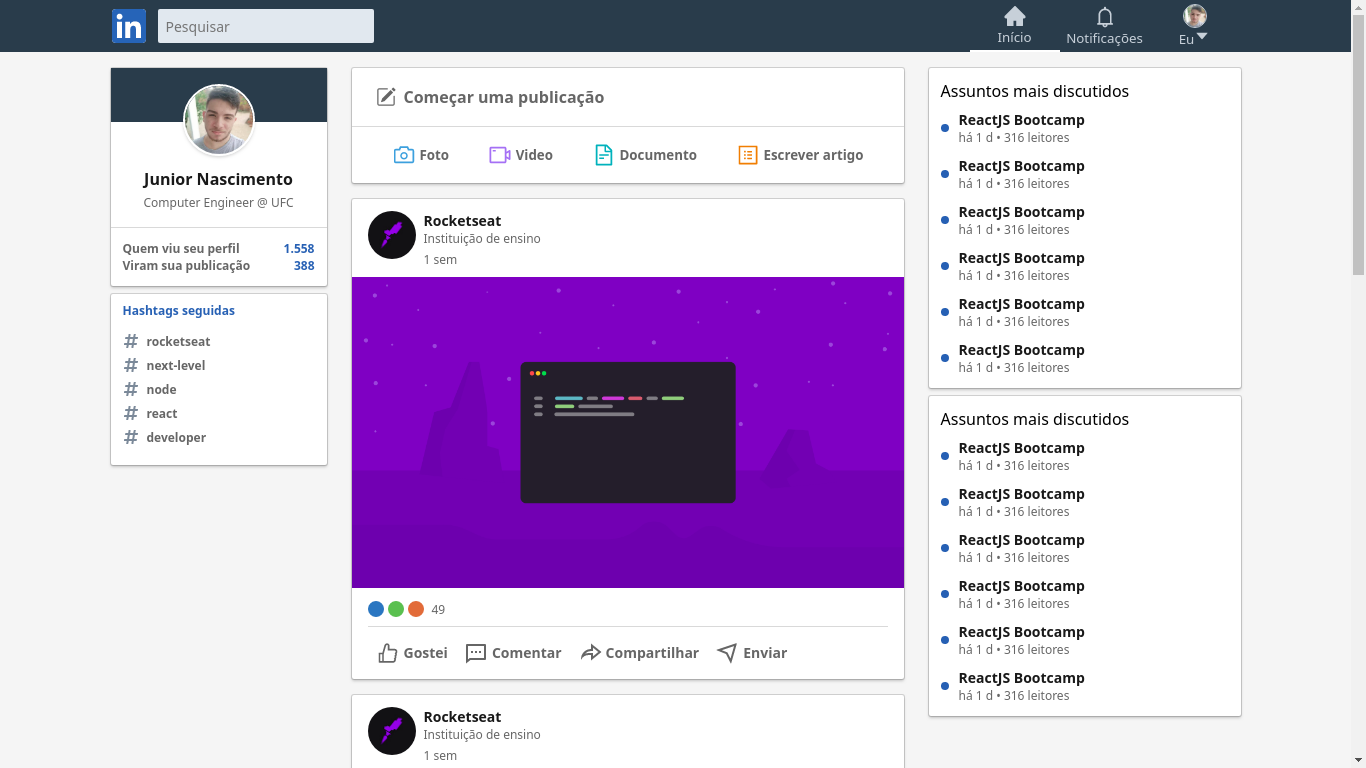 in
Pesquisar
Início
Notificações
Eu
Junior Nascimento
Computer Engineer @ UFC
Quem viu seu perfil 1.558
Viram sua publicação 388
Hashtags seguidas
# rocketseat
# next-level
# node
# react
# developer
Começar uma publicação
Foto Video Documento Escrever artigo
Rocketseat
Instituição de ensino
1 sem
49
Gostei Comentar Compartilhar Enviar
Rocketseat
Instituição de ensino
1 sem
Assuntos mais discutidos
ReactJS Bootcamp
há 1 d • 316 leitores
ReactJS Bootcamp
há 1 d • 316 leitores
ReactJS Bootcamp
há 1 d • 316 leitores
ReactJS Bootcamp
há 1 d • 316 leitores
ReactJS Bootcamp
há 1 d • 316 leitores
ReactJS Bootcamp
há 1 d • 316 leitores
Assuntos mais discutidos
ReactJS Bootcamp
há 1 d • 316 leitores
ReactJS Bootcamp
há 1 d • 316 leitores
ReactJS Bootcamp
há 1 d • 316 leitores
ReactJS Bootcamp
há 1 d • 316 leitores
ReactJS Bootcamp
há 1 d • 316 leitores
ReactJS Bootcamp
há 1 d • 316 leitores